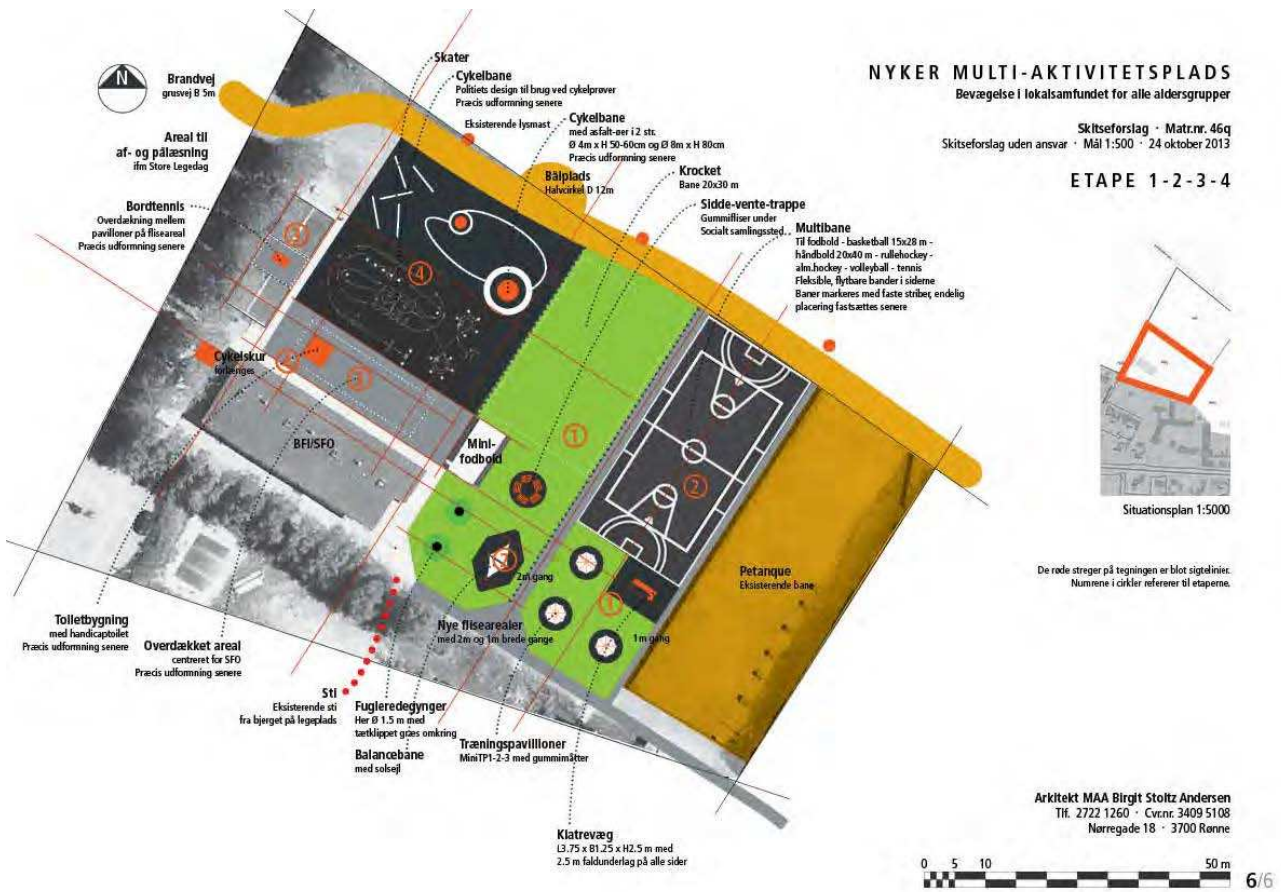 NYKER MULTI-AKTIVITETSPLADS
Bevægelse i lokalsamfundet for alle aldersgrupper
Skitseforslag · Matr.nr. 46q
Skitseforslag uden ansvar · Mål 1:500 · 24 oktober 2013
ETAPE 1-2-3-4
N
Brandvej
grusvej B 5m
Areal til
af- og pålæsning
ifm Store Legedag
Bordtennis
Overdækning mellem
pavilloner på fliseareal
Præcis udformning senere
Skater
Cykelbane
Politiets design til brug ved cykelprøver
Præcis udformning senere
Eksisterende lysmast
Cykelbane
med asfalt-øer i 2 str.
Ø 4m x H 50-60cm og Ø 8m x H 80cm
Præcis udformning senere
Bålplads
Halvcirkel D 12m
Krocket
Bane 20x30 m
Sidde-vente-trappe
Gummifliser under
Socialt samlingssted
Multibane
Til fodbold - basketball 15x28 m -
håndbold 20x40 m - rullehockey -
alm.hockey - volleyball - tennis
Fleksible, flytbare bander i siderne
Baner markeres med faste striber, endelig
placering fastsættes senere
3
4
Cykelskur
forlænges
3
BFI/SFO
Mini-
fodbold
1
2
2m gang
1
1m gang
Petanque
Eksisterende bane
Situationsplan 1:5000
De røde streger på tegningen er blot sigtelinier.
Numrene i cirkler refererer til etaperne.
Toiletbygning
med handicaptoilet
Præcis udformning senere
Overdækket areal
centreret for SFO
Præcis udformning senere
Sti
Eksisterende sti
fra bjerget på legeplads
Nye flisearealer
med 2m og 1m brede gange
Fugleredegynger
Her Ø 1.5 m med
tætklippet græs omkring
Balancebane
med solsejl
Træningspavillioner
MiniTP1-2-3 med gummimåtter
Klatrevæg
L3.75 x B1.25 x H2.5 m med
2.5 m faldunderlag på alle sider
Arkitekt MAA Birgit Stoltz Andersen
Tlf. 2722 1260 · Cvr.nr. 3409 5108
Nørregade 18 · 3700 Rønne
0 5 10 50 m
6/6